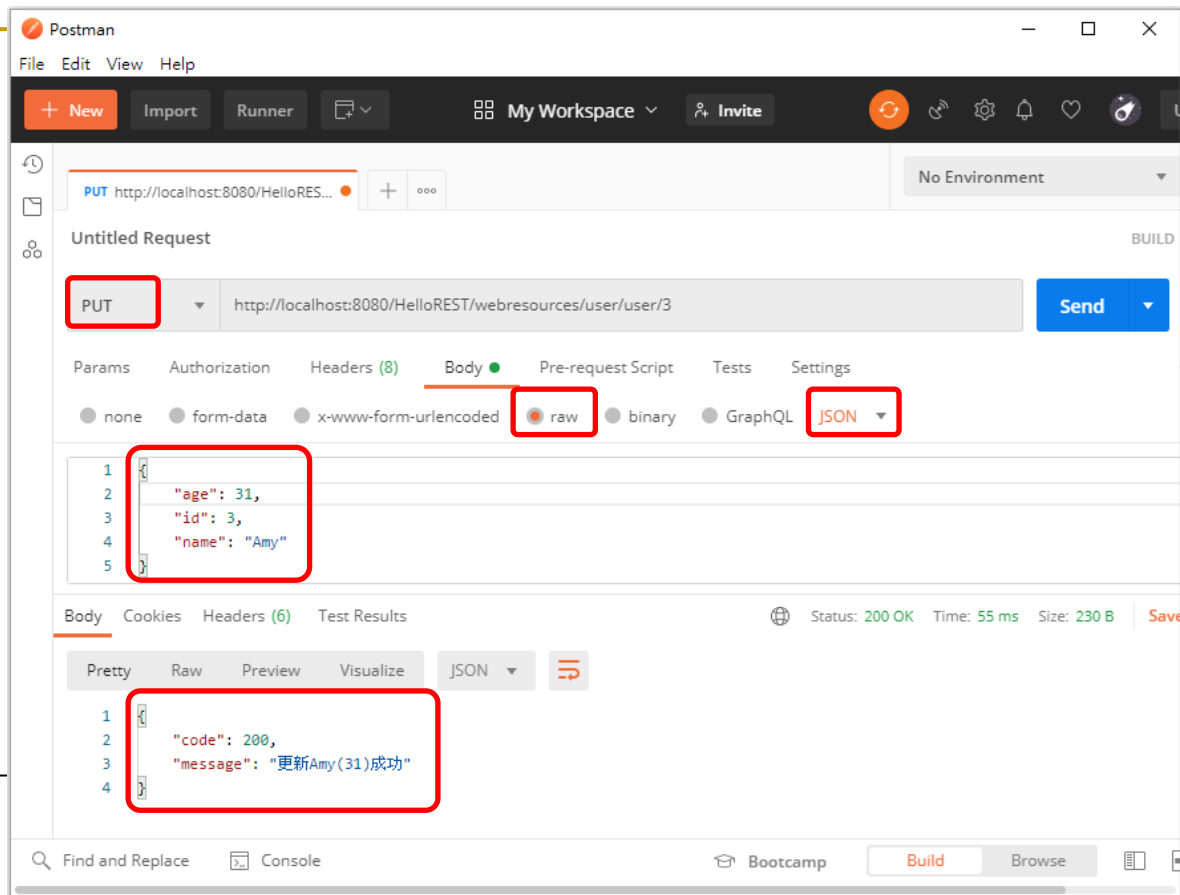 Postman
File Edit View Help
+ New Import Runner My Workspace Invite
No Environment
PUT http://localhost:8080/HelloRES...
Untitled Request BUILD
PUT http://localhost:8080/HelloREST/webresources/user/user/3 Send
Params Authorization Headers (8) Body Pre-request Script Tests Settings
none form-data x-www-form-urlencoded raw binary GraphQL JSON
1 {
2 "age": 31,
3 "id": 3,
4 "name": "Amy"
5 }
Body Cookies Headers (6) Test Results Status: 200 OK Time: 55 ms Size: 230 B Save
Pretty Raw Preview Visualize JSON
1 {
2 "code": 200,
3 "message": "更新Amy(31)成功"
4 }
Find and Replace Console Bootcamp Build Browse